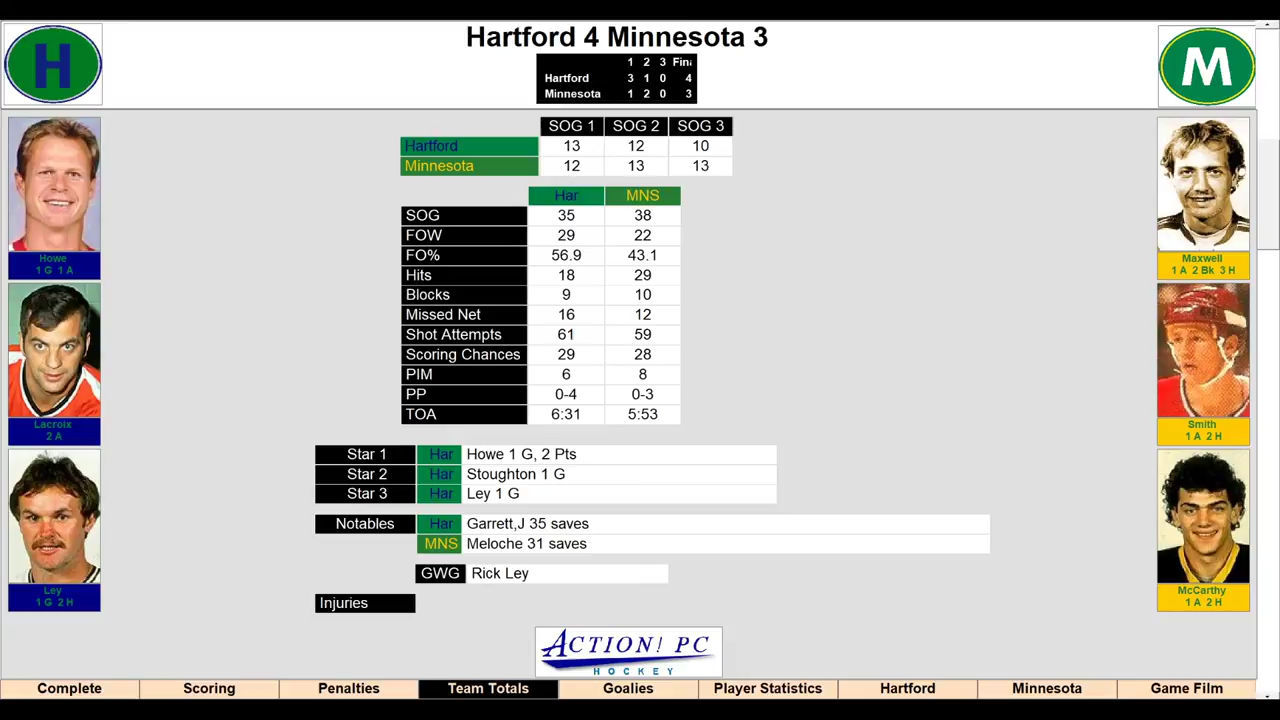 Hartford 4 Minnesota 3
H
M
1 2 3 Fin
Hartford 3 1 0 4
Minnesota 1 2 0 3
SOG 1 SOG 2 SOG 3
Hartford 13 12 10
Minnesota 12 13 13
Har MNS
SOG 35 38
FOW 29 22
FO% 56.9 43.1
Hits 18 29
Blocks 9 10
Missed Net 16 12
Shot Attempts 61 59
Scoring Chances 29 28
PIM 6 8
PP 0-4 0-3
TOA 6:31 5:53
Howe
1 G 1 A
Lacroix
2 A
Ley
1 G 2 H
Maxwell
1 A 2 Bk 3 H
Smith
1 A 2 H
McCarthy
1 A 2 H
Star 1 Har Howe 1 G, 2 Pts
Star 2 Har Stoughton 1 G
Star 3 Har Ley 1 G
Notables Har Garrett,J 35 saves
MNS Meloche 31 saves
GWG Rick Ley
Injuries
ACTION! PC
HOCKEY
Complete Scoring Penalties Team Totals Goalies Player Statistics Hartford Minnesota Game Film